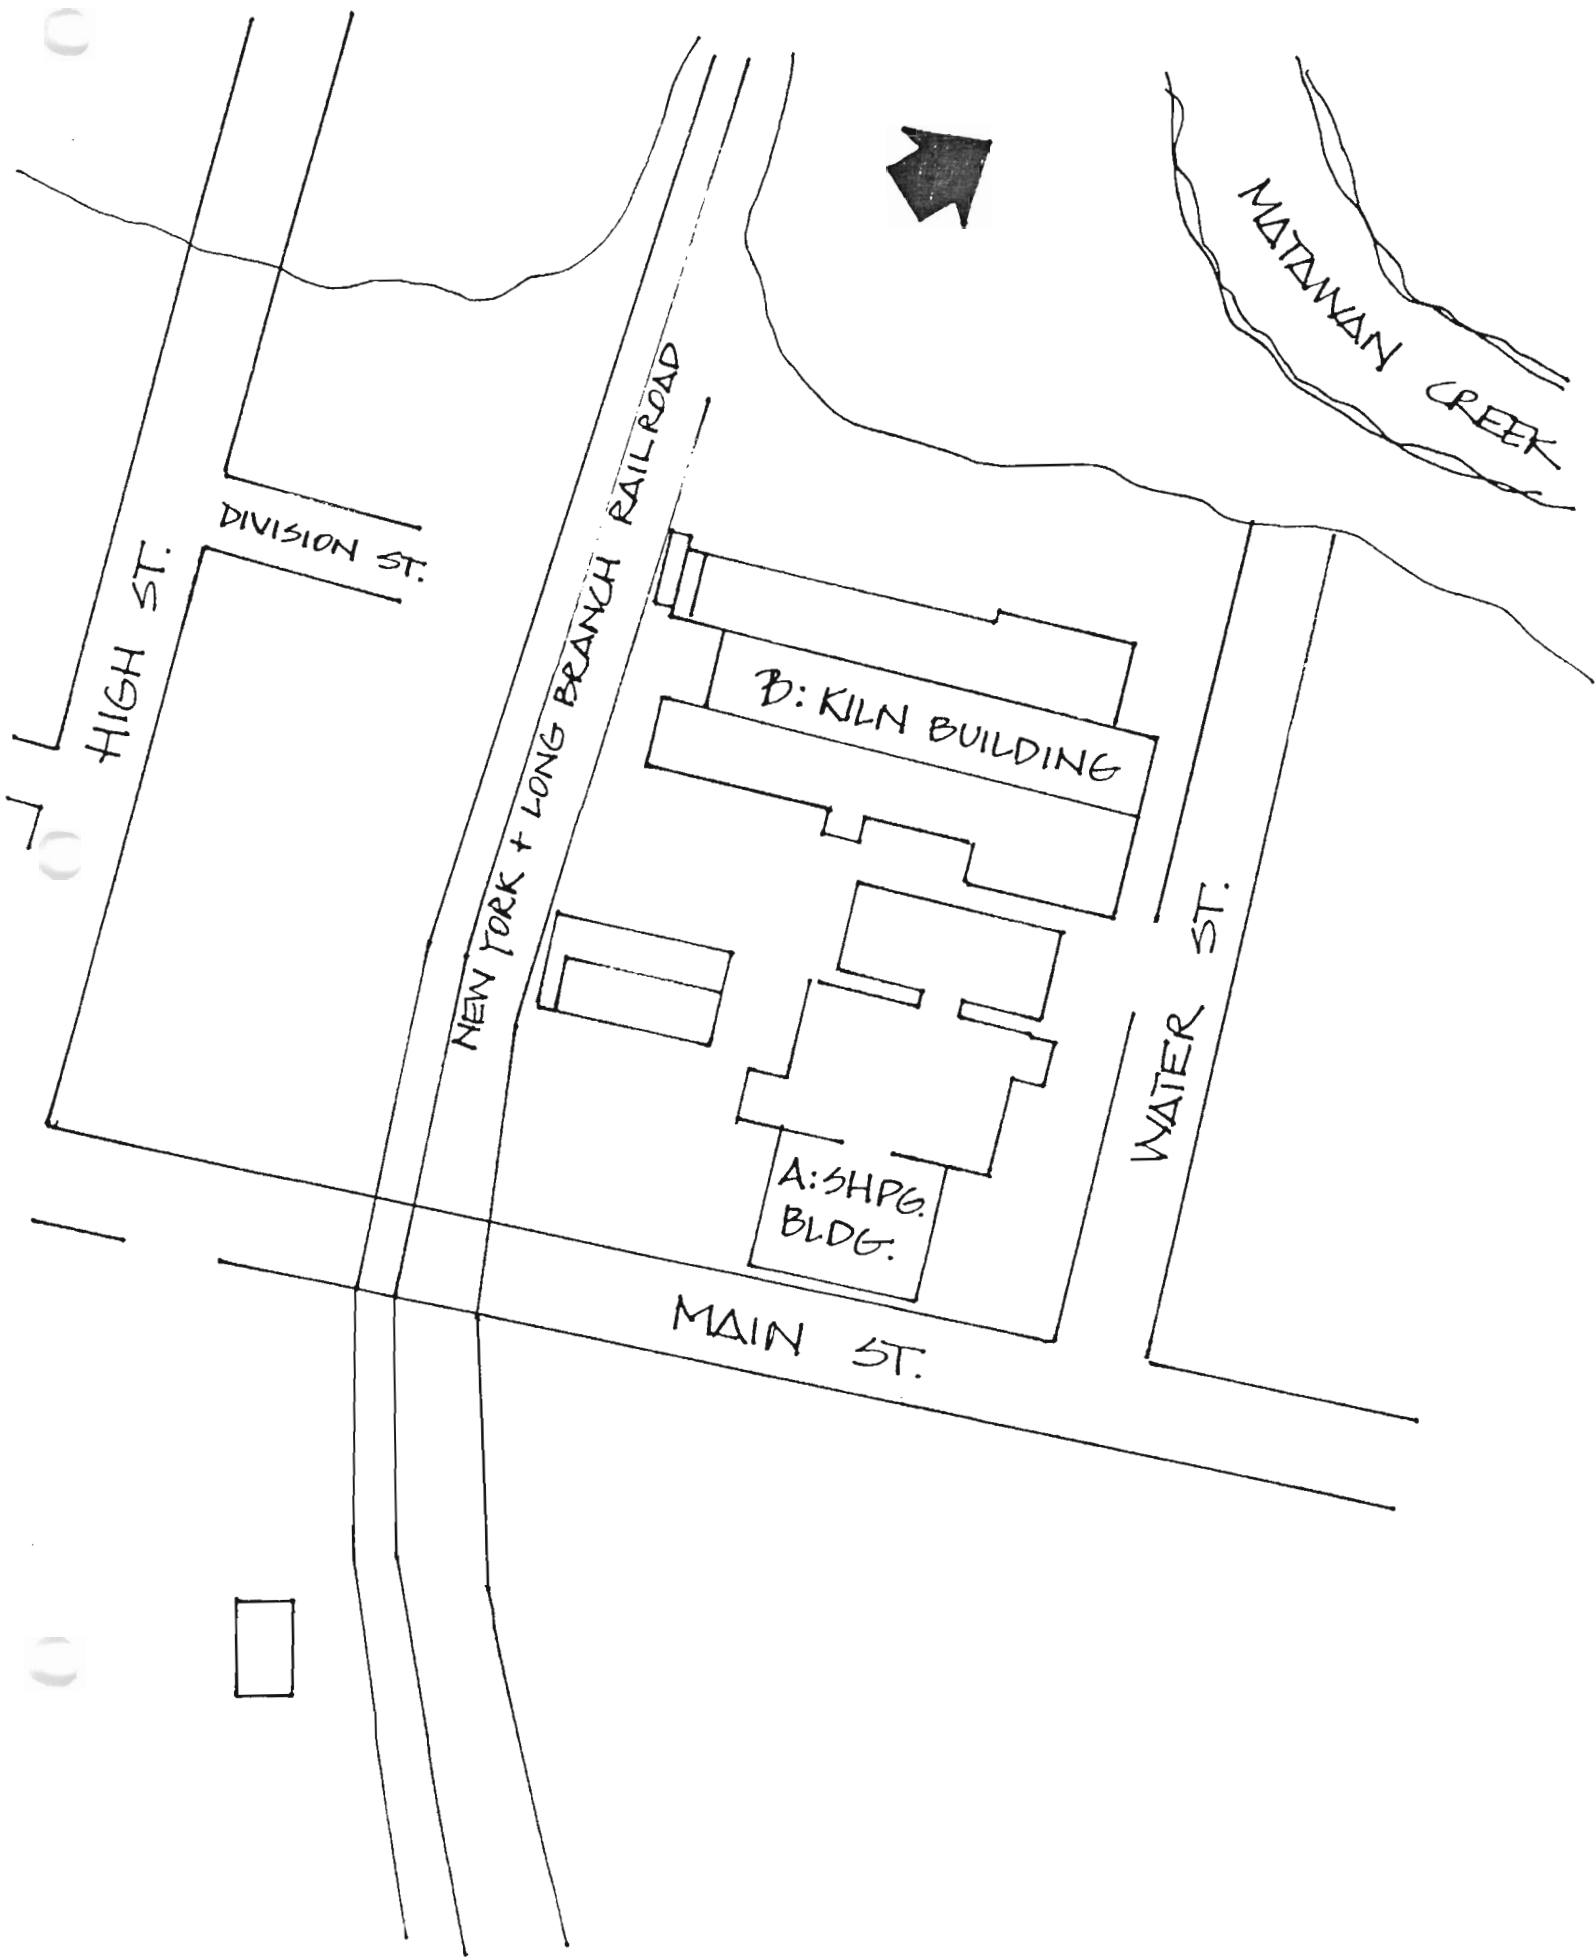 MATAWAN CREEK
NEW YORK + LONG BRANCH RAILROAD
DIVISION ST.
HIGH ST.
B: KILN BUILDING
WATER ST.
A: SHPG.
BLDG.
MAIN ST.